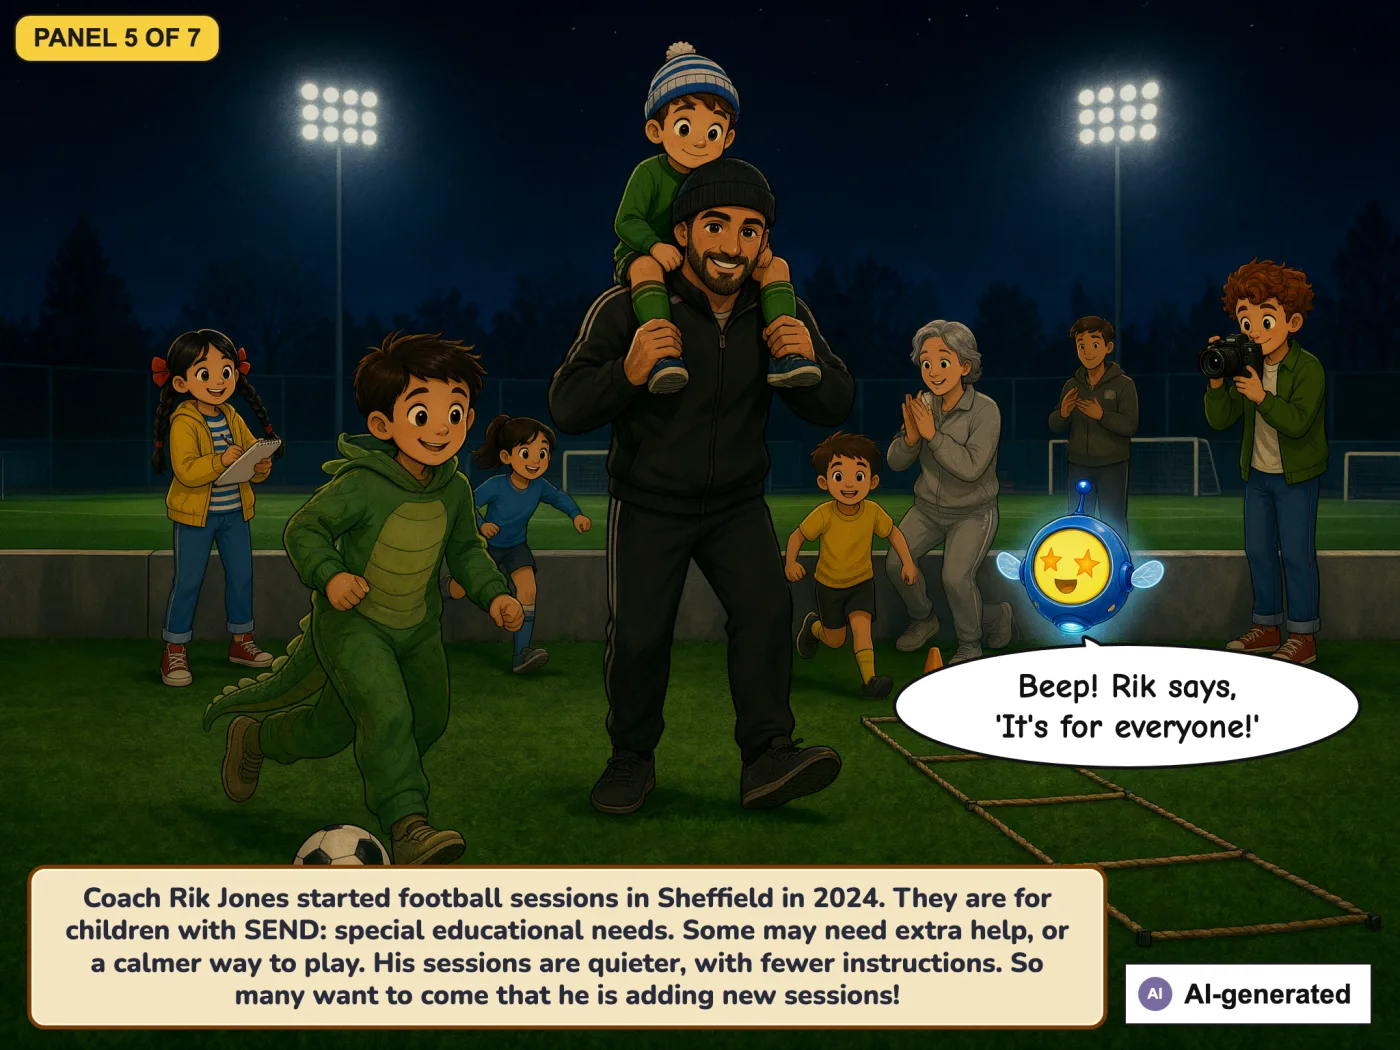 PANEL 5 OF 7
Beep! Rik says,
'It's for everyone!'
Coach Rik Jones started football sessions in Sheffield in 2024. They are for
children with SEND: special educational needs. Some may need extra help, or
a calmer way to play. His sessions are quieter, with fewer instructions. So
many want to come that he is adding new sessions!
AI AI-generated